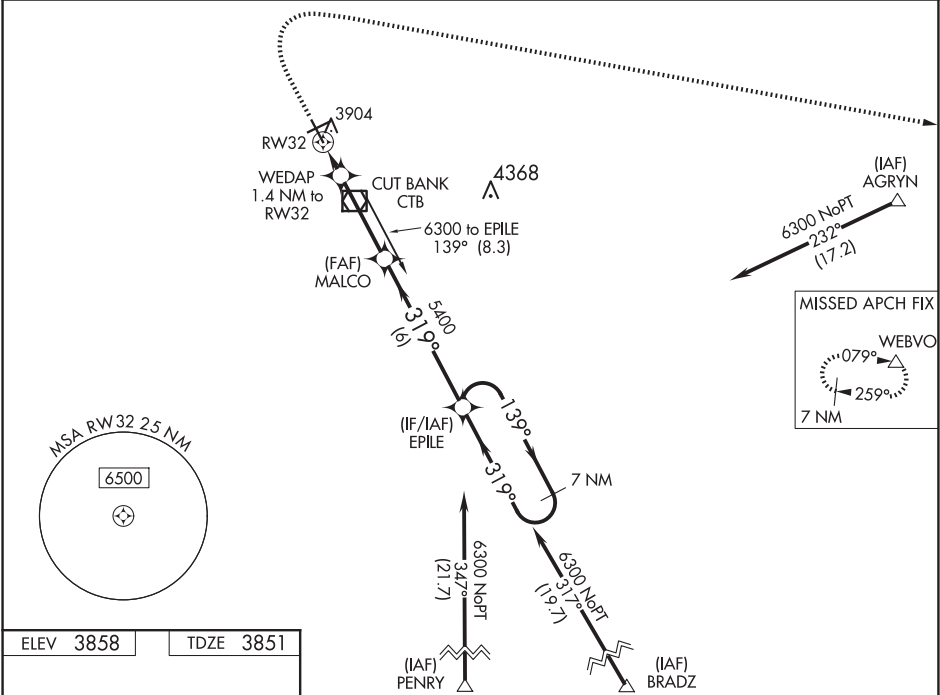 3904
RW32
WEDAP
1.4 NM to
RW32
CUT BANK
CTB
4368
(IAF)
AGRYN
6300 NoPT
232°
(17.2)
6300 to EPILE
139° (8.3)
(FAF)
MALCO
5400
319°
(6)
MISSED APCH FIX
WEBVO
079°
259°
7 NM
(IF/IAF)
EPILE
139°
319°
7 NM
MSA RW32 25 NM
6500
6300 NoPT
347°
(21.7)
6300 NoPT
317°
(19.7)
ELEV 3858
TDZE 3851
(IAF)
PENRY
(IAF)
BRADZ